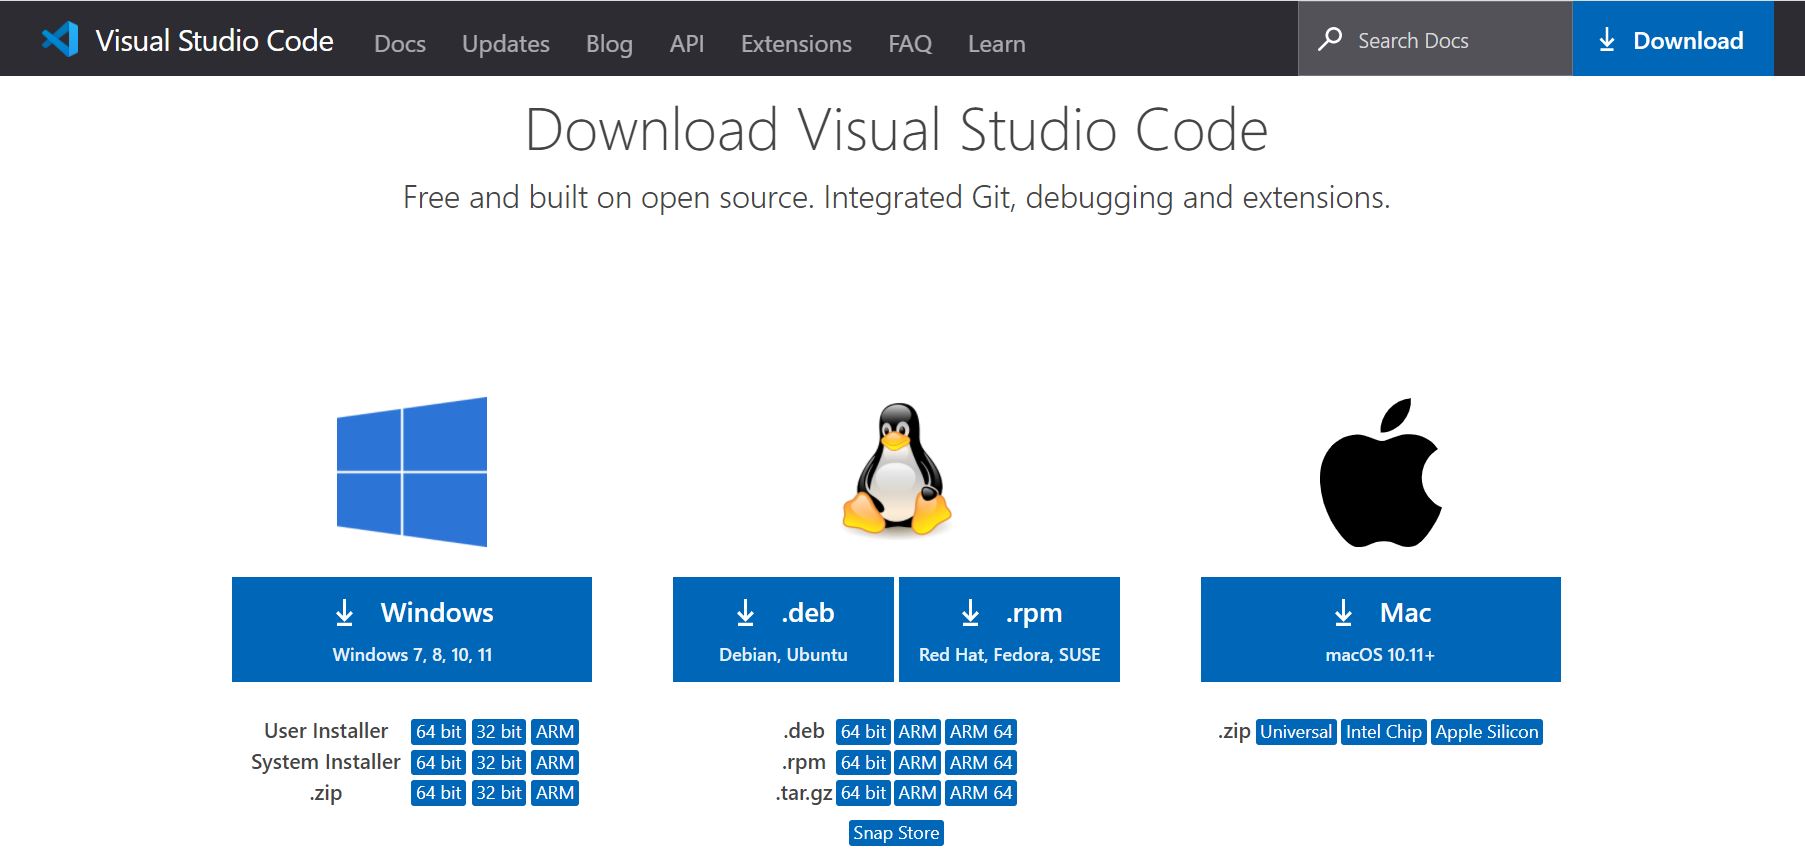 Visual Studio Code Docs Updates Blog API Extensions FAQ Learn Search Docs Download
Download Visual Studio Code
Free and built on open source. Integrated Git, debugging and extensions.
Windows
Windows 7, 8, 10, 11
User Installer 64 bit 32 bit ARM
System Installer 64 bit 32 bit ARM
.zip 64 bit 32 bit ARM
.deb
Debian, Ubuntu
.rpm
Red Hat, Fedora, SUSE
.deb 64 bit ARM ARM 64
.rpm 64 bit ARM ARM 64
.tar.gz 64 bit ARM ARM 64
Snap Store
Mac
macOS 10.11+
.zip Universal Intel Chip Apple Silicon